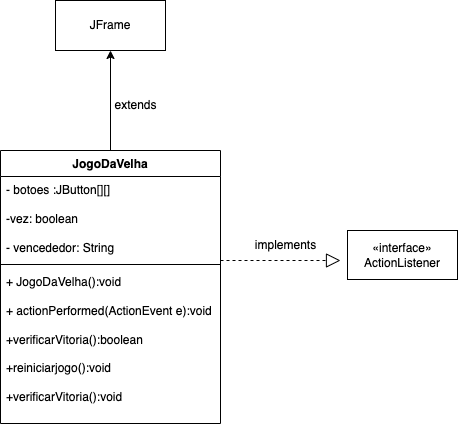 JFrame
extends
JogoDaVelha
- botoes :JButton[][]
-vez: boolean
- vencededor: String
implements
«interface»
ActionListener
+ JogoDaVelha():void
+ actionPerformed(ActionEvent e):void
+verificarVitoria():boolean
+reiniciarjogo():void
+verificarVitoria():void